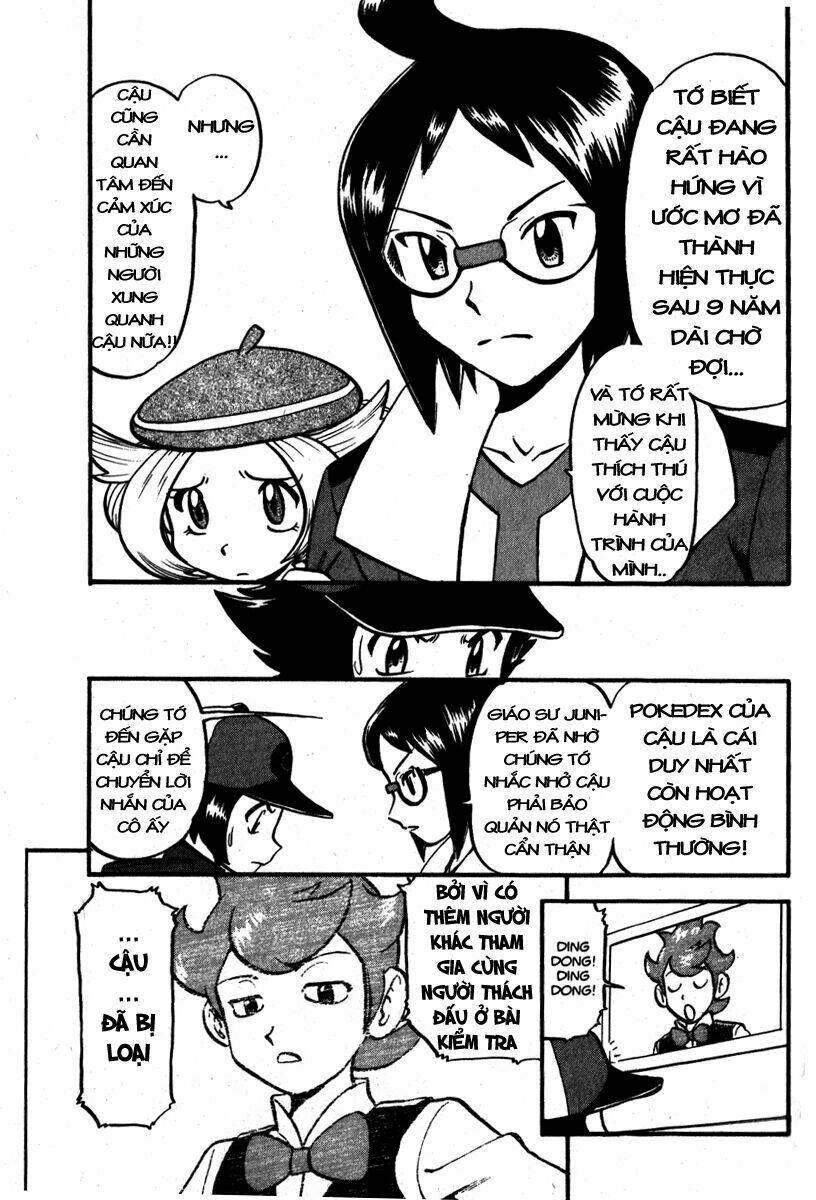 TỚ BIẾT
CẬU ĐANG
RẤT HÀO
HỨNG VÌ
ƯỚC MƠ ĐÃ
THÀNH
HIỆN THỰC
SAU 9 NĂM
DÀI CHỜ
ĐỢI...
VÀ TỚ RẤT
MỪNG KHI
THẤY CẬU
THÍCH THÚ
VỚI CUỘC
HÀNH
TRÌNH CỦA
MÌNH..
NHƯNG
...
CẬU
CŨNG
CẦN
QUAN
TÂM ĐẾN
CẢM XÚC
CỦA
NHỮNG
NGƯỜI
XUNG
QUANH
CẬU NỮA!!
POKEDEX CỦA
CẬU LÀ CÁI
DUY NHẤT
CÒN HOẠT
ĐỘNG BÌNH
THƯỜNG!
GIÁO SƯ JUNI-
PER ĐÃ NHỜ
CHÚNG TỚ
NHẮC NHỞ CẬU
PHẢI BẢO
QUẢN NÓ THẬT
CẨN THẬN
CHÚNG TỚ
ĐẾN GẶP
CẬU CHỈ ĐỂ
CHUYỂN LỜI
NHẮN CỦA
CÔ ẤY
DING
DONG!
DING
DONG!
BỞI VÌ CÓ
THÊM NGƯỜI
KHÁC THAM
GIA CÙNG
NGƯỜI THÁCH
ĐẤU Ở BÀI
KIỂM TRA
...
CẬU
...
ĐÃ BỊ
LOẠI